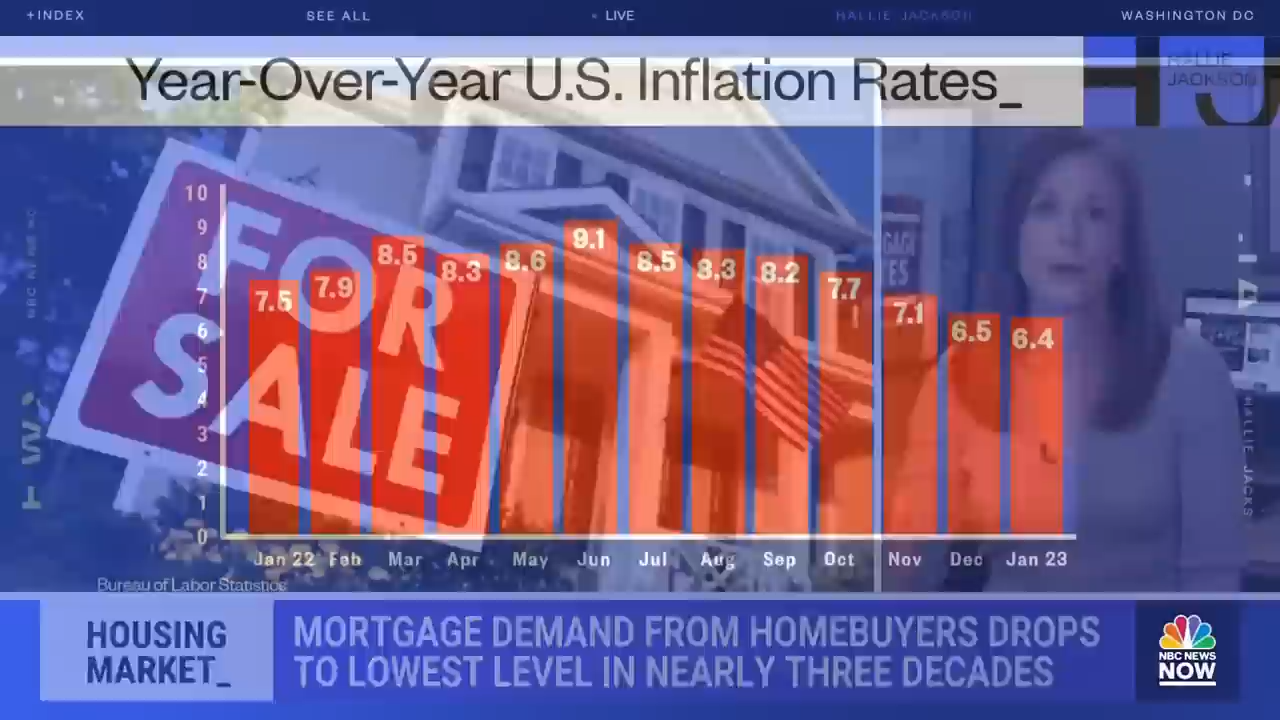 +INDEX
SEE ALL
LIVE
HALLIE JACKSON
WASHINGTON DC
Year-Over-Year U.S. Inflation Rates_
HALLIE
JACKSON
HJ
FOR
SALE
10
9
8
7
6
5
4
3
2
1
0
7.5
7.9
8.5
8.3
8.6
9.1
8.5
8.3
8.2
7.7
7.1
6.5
6.4
Jan 22 Feb Mar Apr May Jun Jul Aug Sep Oct Nov Dec Jan 23
Bureau of Labor Statistics
HOUSING
MARKET_
MORTGAGE DEMAND FROM HOMEBUYERS DROPS
TO LOWEST LEVEL IN NEARLY THREE DECADES
NBC NEWS
NOW